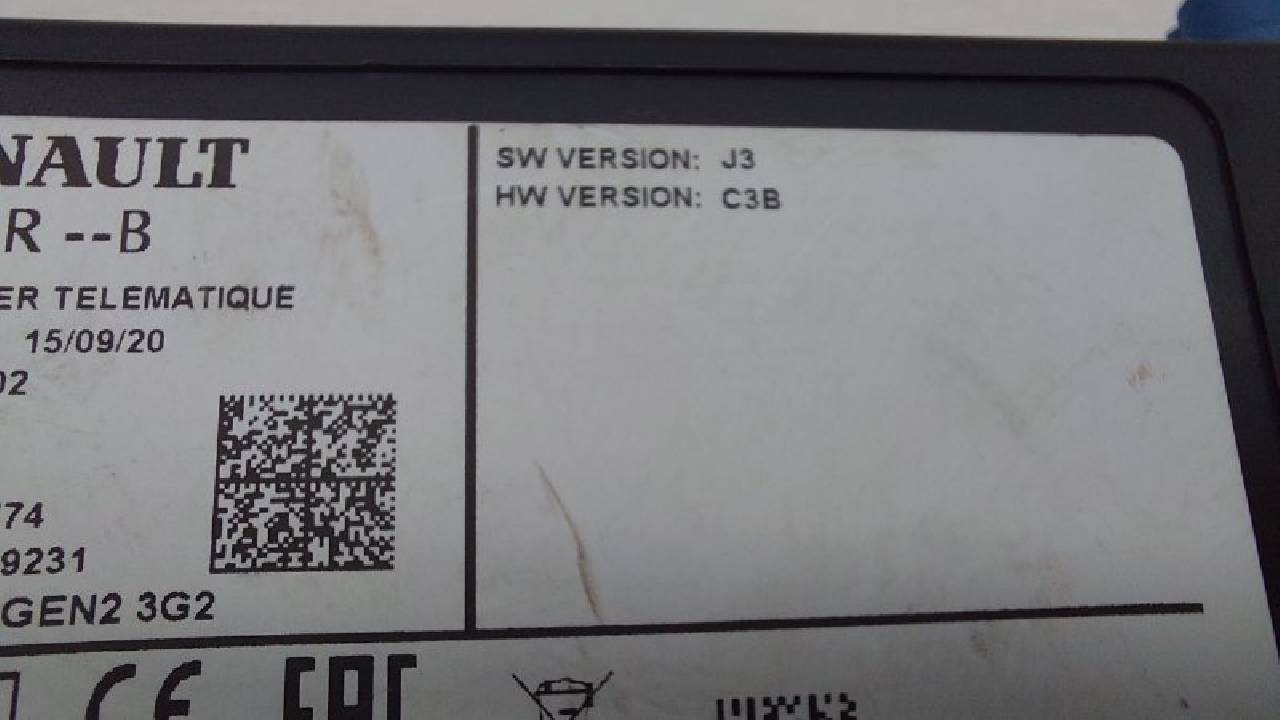 NAULT
R --B
ER TELEMATIQUE
15/09/20
02
74
9231
GEN2 3G2
SW VERSION: J3
HW VERSION: C3B
CE
EAC